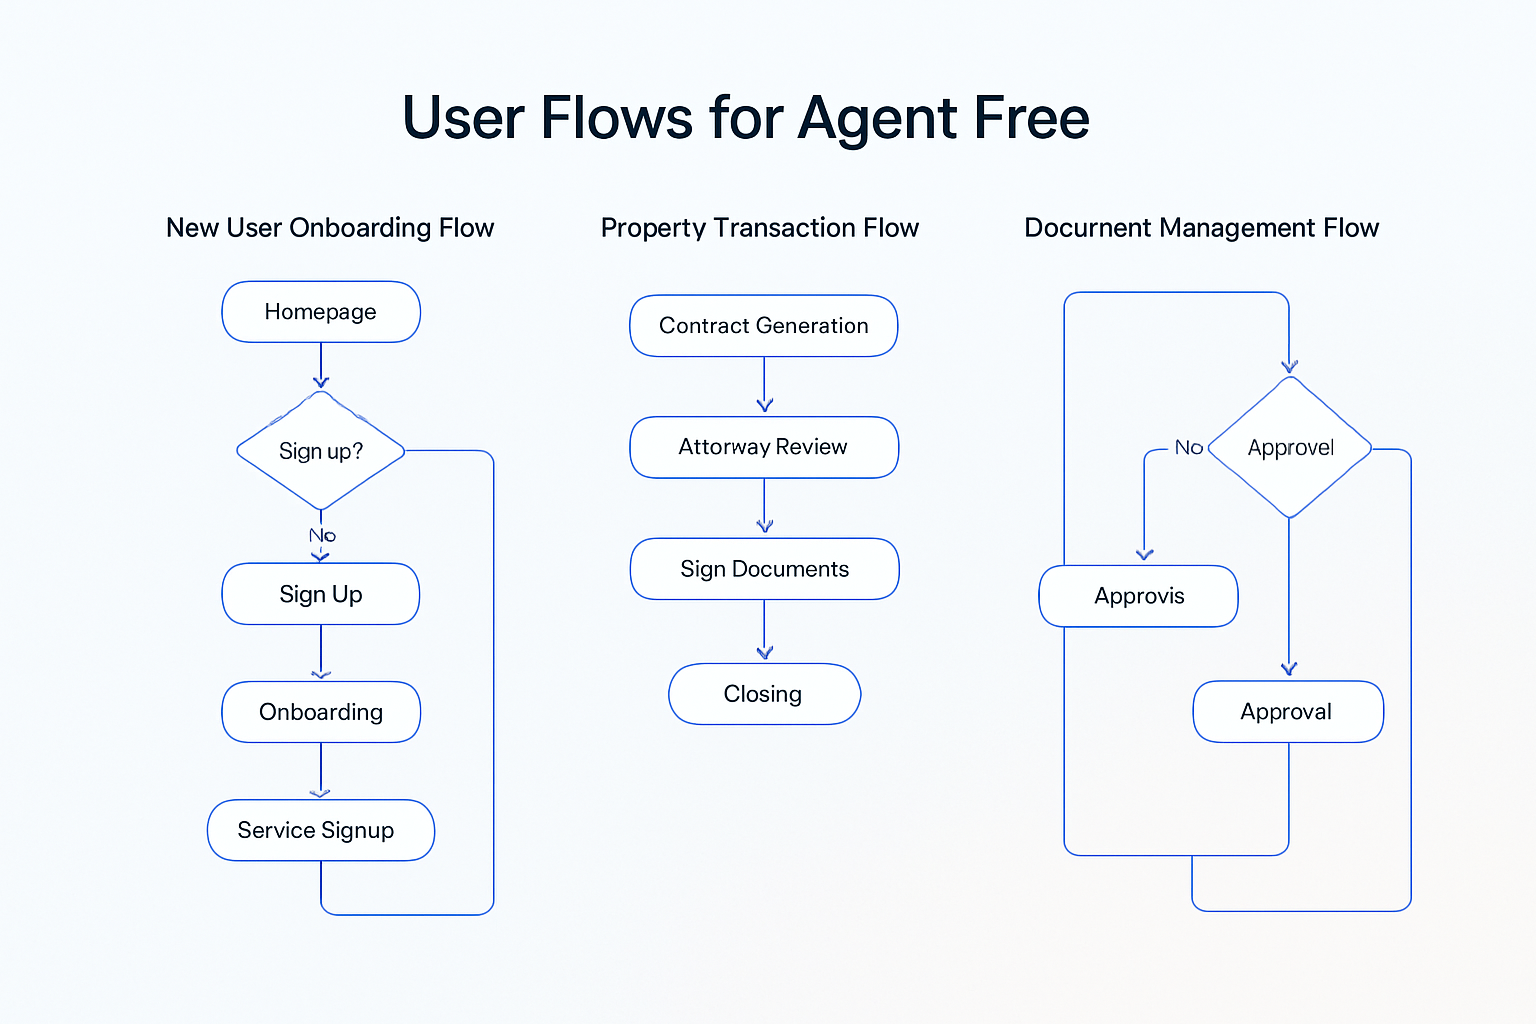 User Flows for Agent Free
New User Onboarding Flow
Homepage
Sign up?
No
Sign Up
Onboarding
Service Signup
Property Transaction Flow
Contract Generation
Attorway Review
Sign Documents
Closing
Docurnent Management Flow
No
Approvel
Approvis
Approval